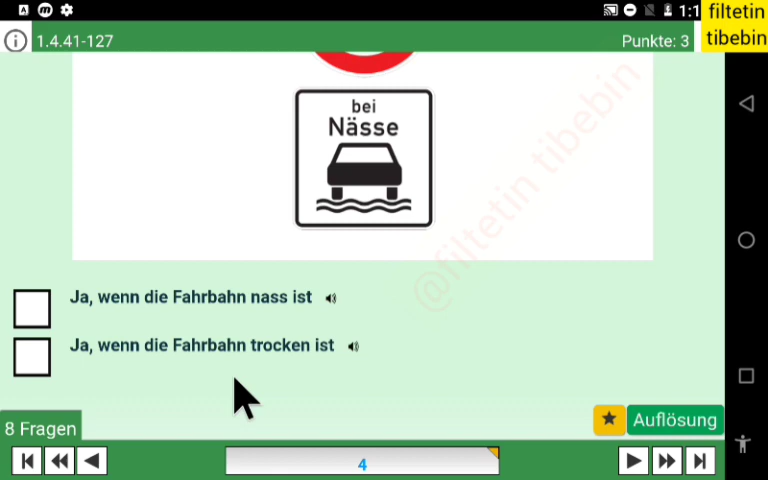 1:1
filtetin
tibebin
1.4.41-127
Punkte: 3
bei
Nässe
@filtetin tibebin
Ja, wenn die Fahrbahn nass ist
Ja, wenn die Fahrbahn trocken ist
8 Fragen
Auflösung
4